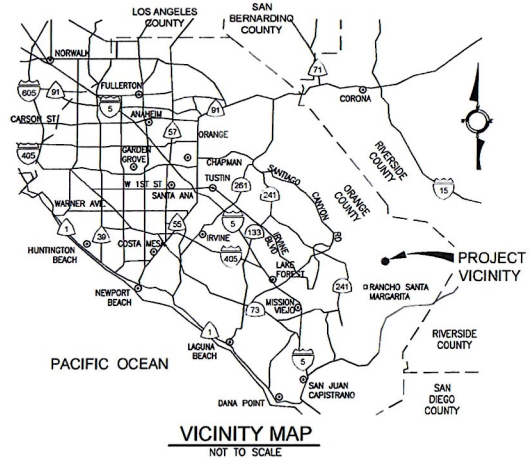 LOS ANGELES
COUNTY
SAN
BERNARDINO
COUNTY
NORWALK
71
605
91
FULLERTON
5
CORONA
91
CARSON ST
ANAHEIM
57
ORANGE
405
GARDEN
GROVE
CHAPMAN
RIVERSIDE
COUNTY
15
W 1ST ST
TUSTIN
SANTIAGO
CANYON
RD
ORANGE
COUNTY
SANTA ANA
261
241
WARNER AVE.
1
39
55
5
133
IRVINE
BLVD
HUNTINGTON
BEACH
COSTA MESA
IRVINE
405
LAKE
FOREST
PROJECT
VICINITY
NEWPORT
BEACH
241
RANCHO SANTA
MARGARITA
73
MISSION
VIEJO
1
LAGUNA
BEACH
RIVERSIDE
COUNTY
PACIFIC OCEAN
5
SAN JUAN
CAPISTRANO
SAN
DIEGO
COUNTY
DANA POINT
VICINITY MAP
NOT TO SCALE